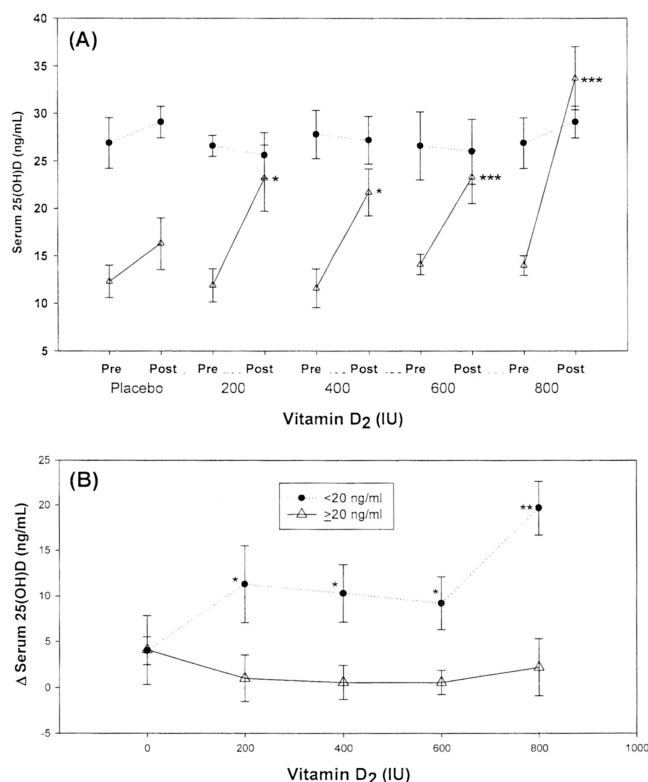 (A)
40
35
30
25
20
15
10
5
Serum 25(OH)D (ng/mL)
***
*
*
***
Pre Post Pre Post Pre Post Pre Post Pre Post
Placebo 200 400 600 800
Vitamin D2 (IU)
(B)
25
20
15
10
5
0
-5
Δ Serum 25(OH)D (ng/mL)
<20 ng/ml
≥20 ng/ml
*
*
*
**
0 200 400 600 800 1000
Vitamin D2 (IU)